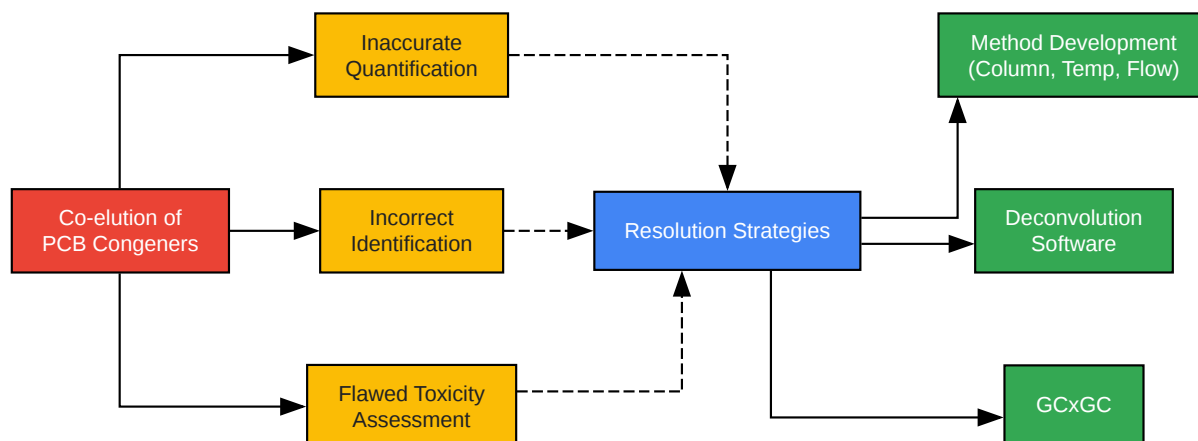 Co-elution of
PCB Congeners
Inaccurate
Quantification
Incorrect
Identification
Flawed Toxicity
Assessment
Resolution Strategies
Method Development
(Column, Temp, Flow)
Deconvolution
Software
GCxGC